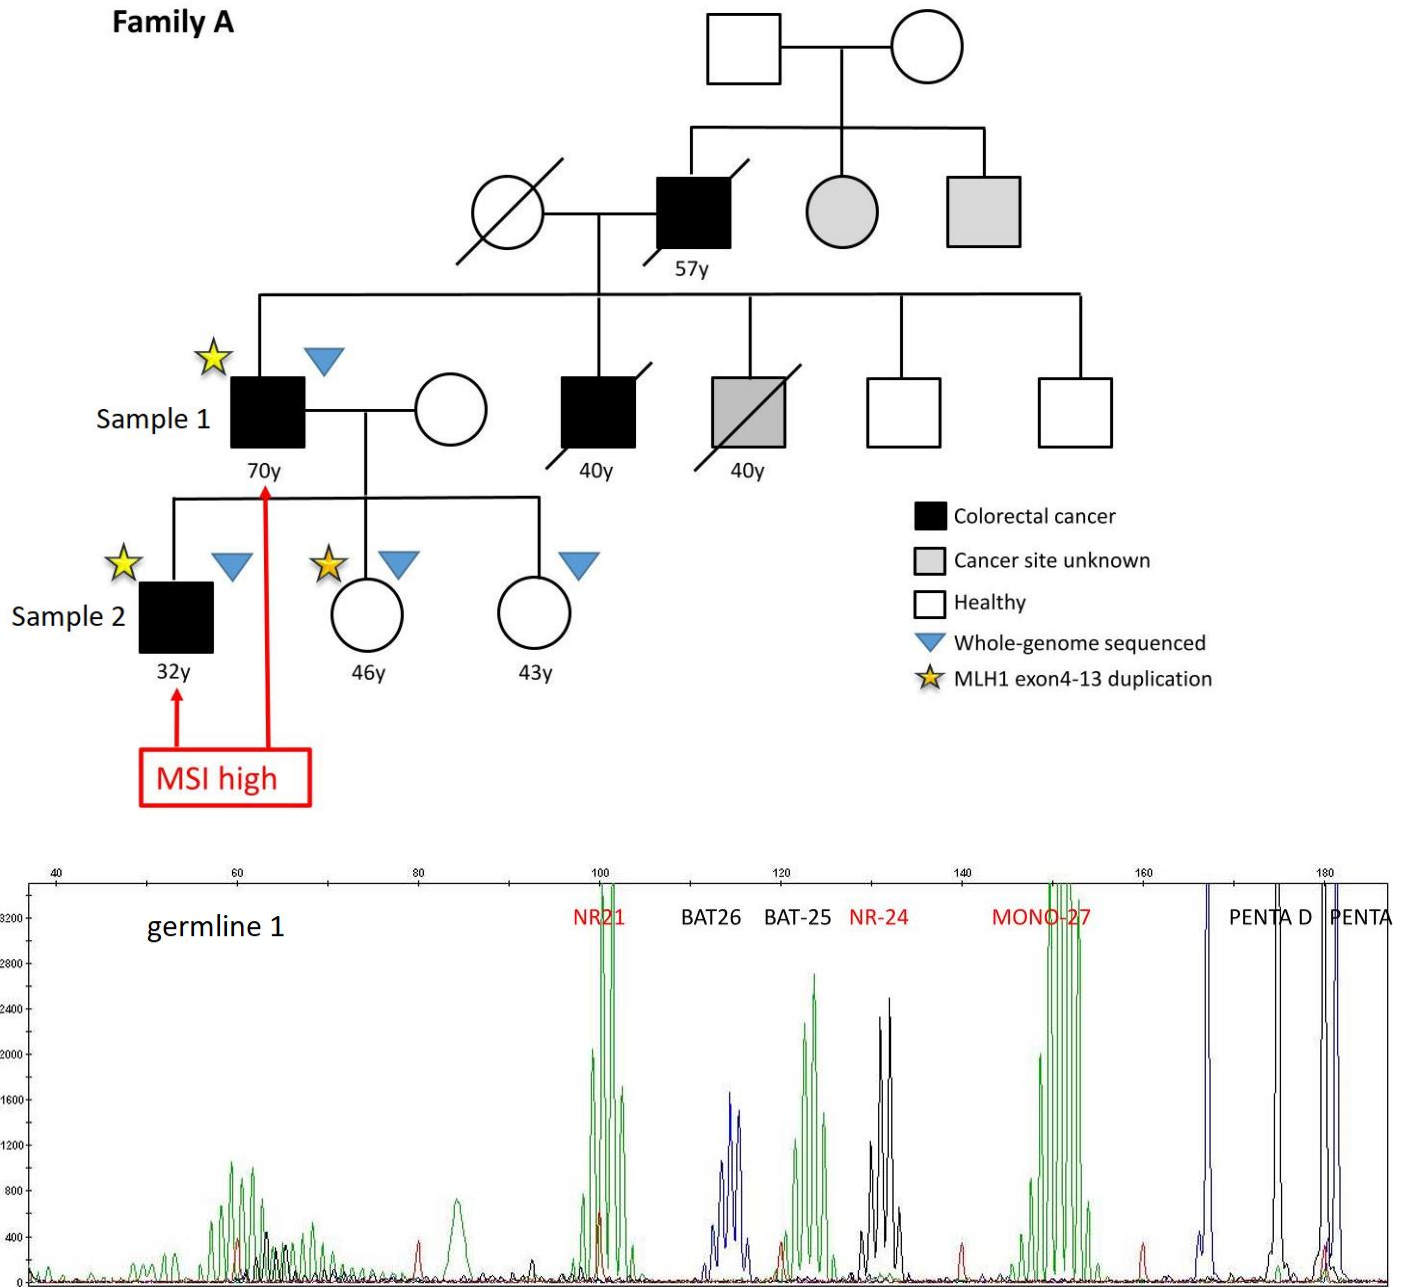 Family A
57y
Sample 1
70y
40y
40y
Colorectal cancer
Cancer site unknown
Healthy
Whole-genome sequenced
MLH1 exon4-13 duplication
Sample 2
32y
46y
43y
MSI high
40 60 80 100 120 140 160 180
germline 1
NR21 BAT26 BAT-25 NR-24 MONO-27 PENTA D PENTA
3200
2800
2400
2000
1600
1200
800
400
0